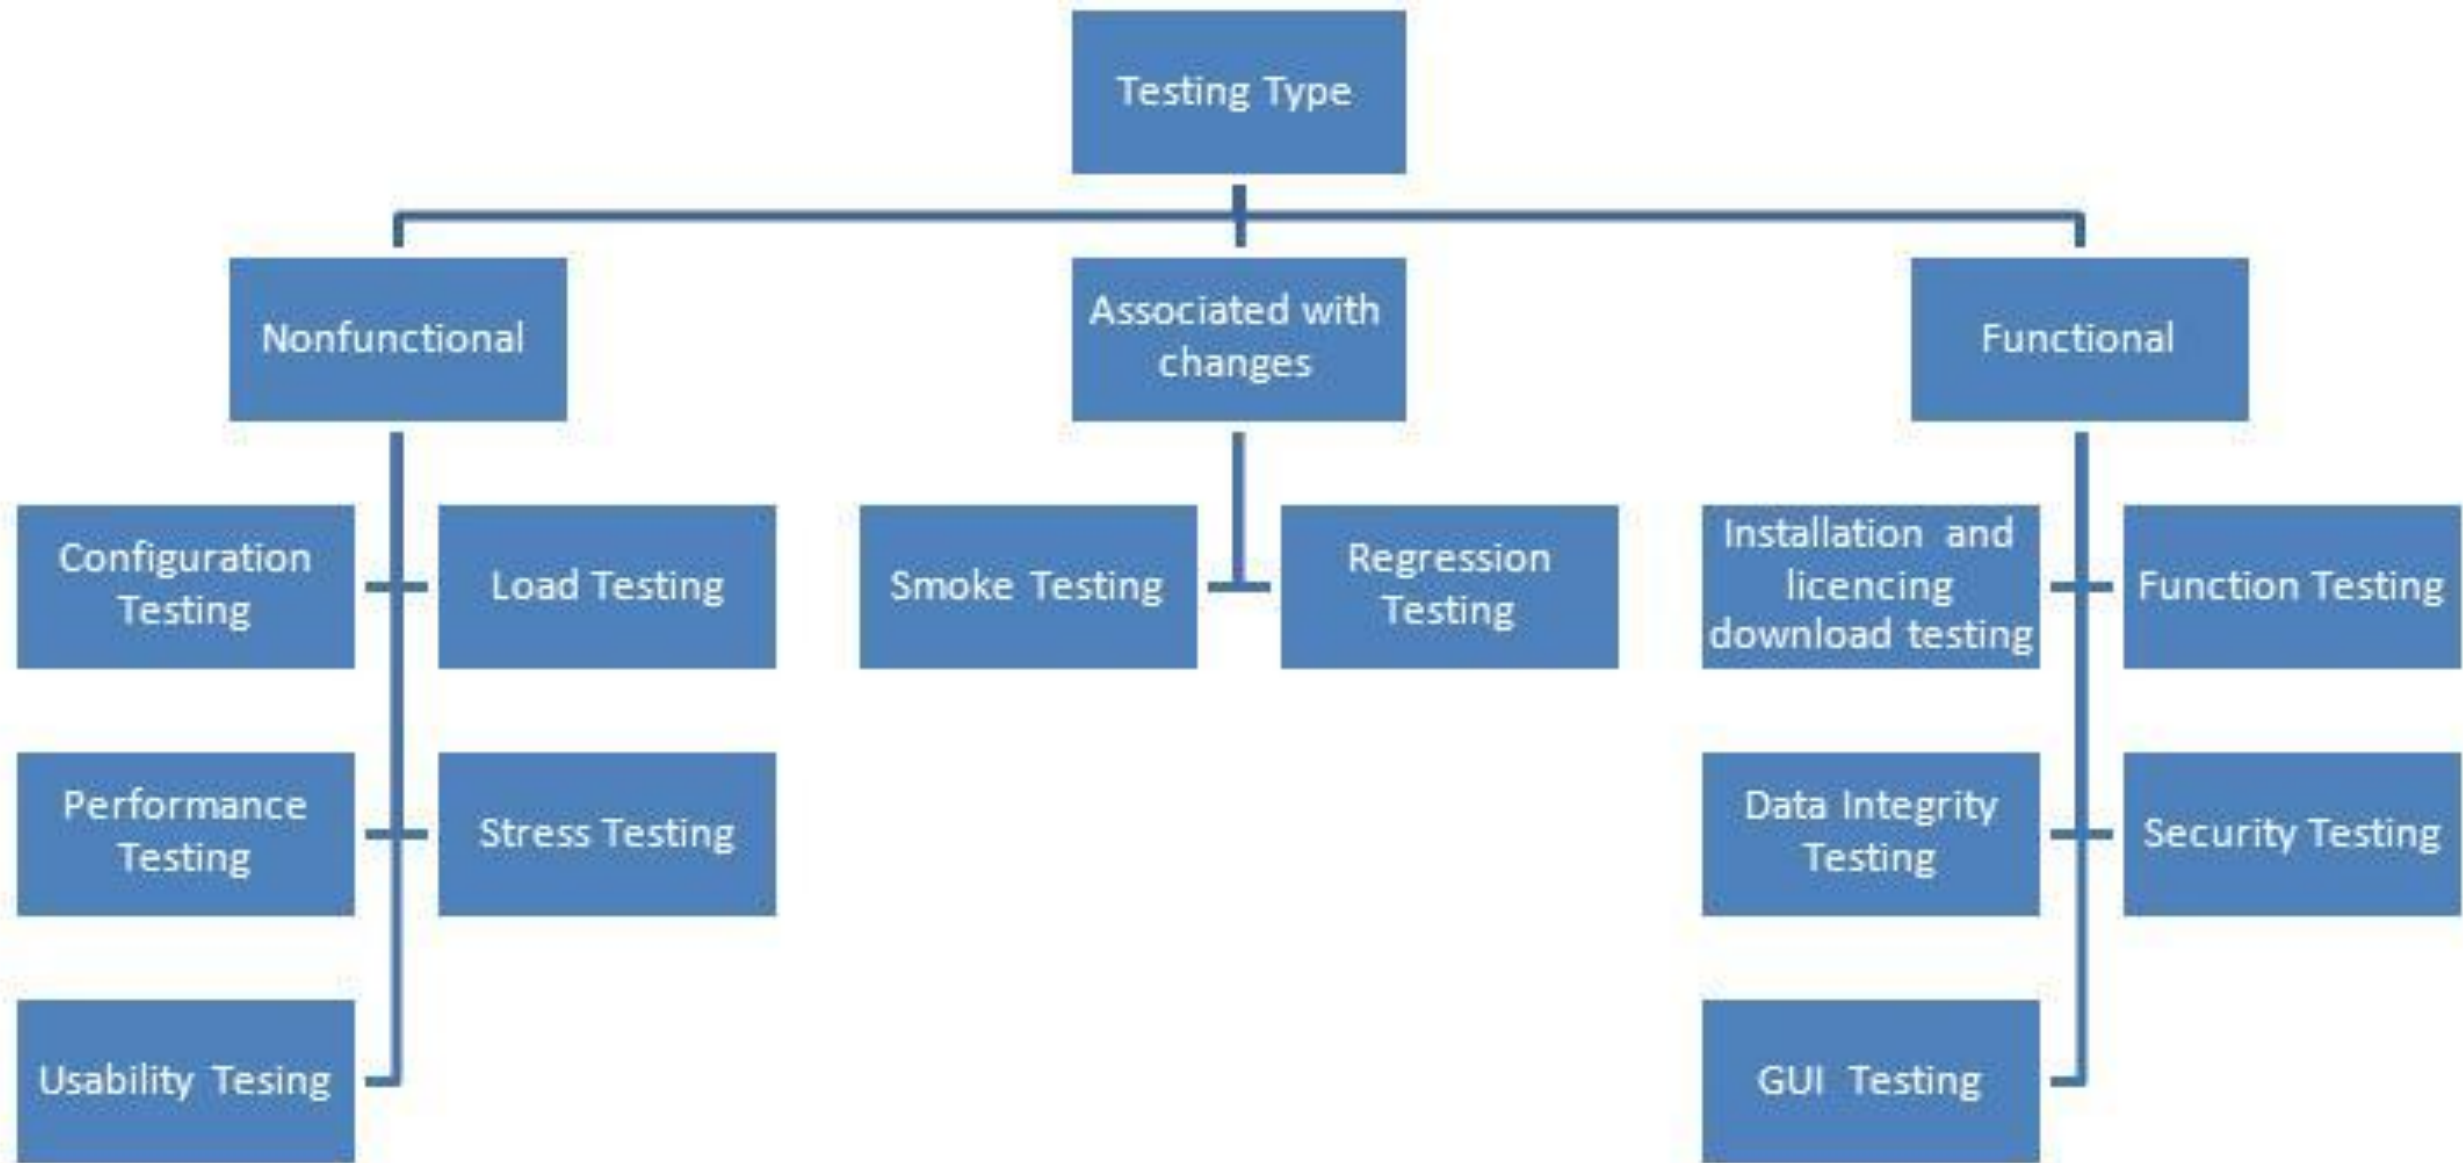 Testing Type
Nonfunctional
Associated with
changes
Functional
Configuration
Testing
Load Testing
Smoke Testing
Regression
Testing
Installation and
licencing
download testing
Function Testing
Performance
Testing
Stress Testing
Data Integrity
Testing
Security Testing
Usability Tesing
GUI Testing